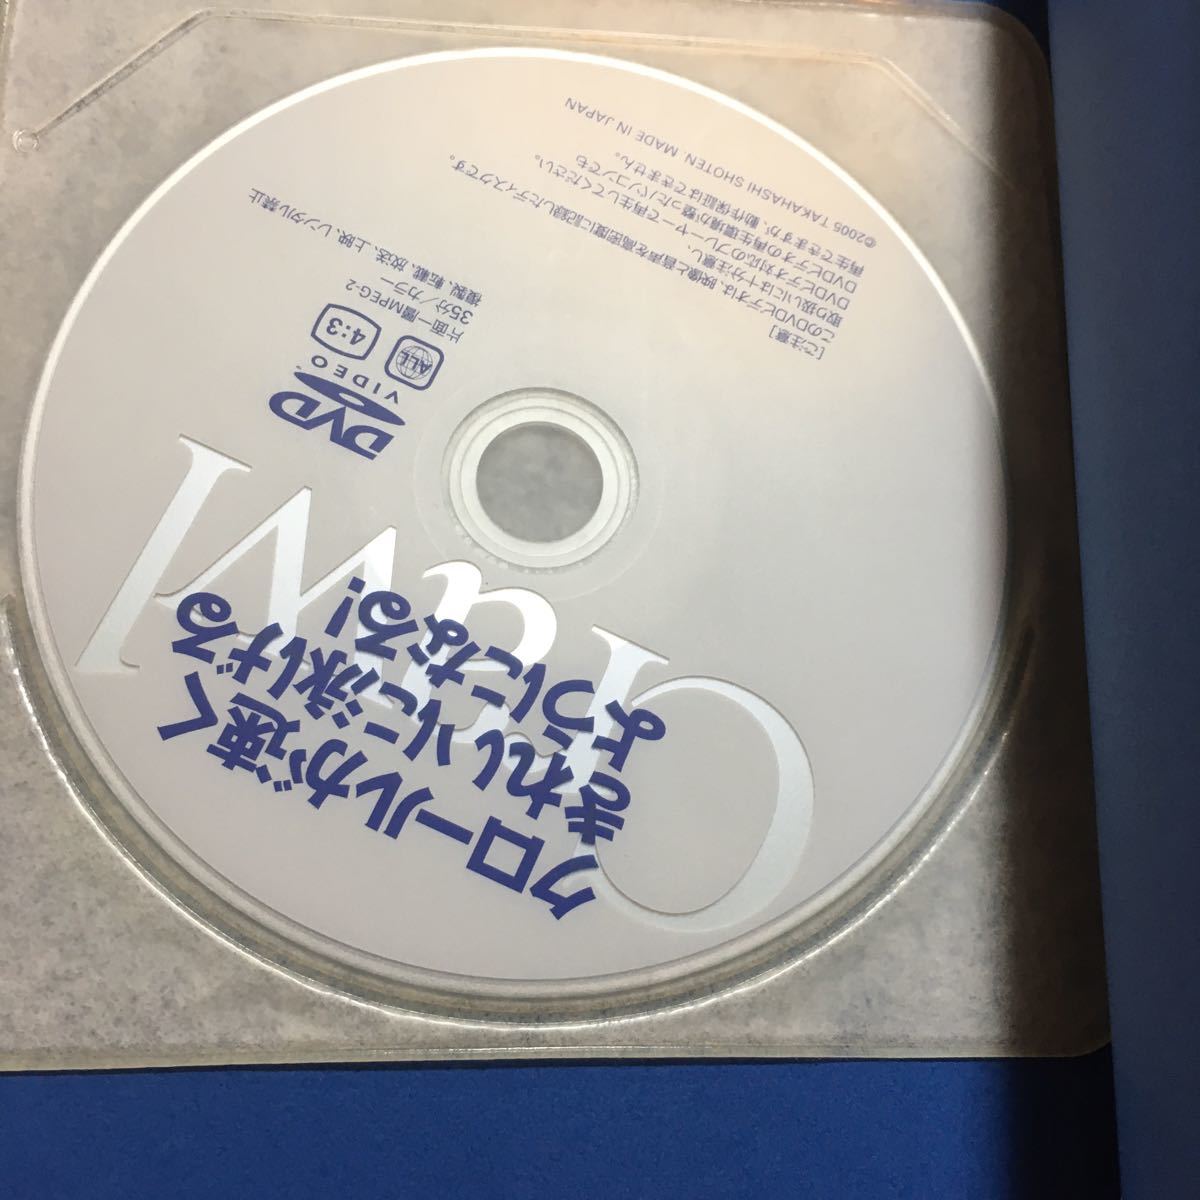 Crawl
クロールが速く
きれいに泳げる
ようになる!
DVD
VIDEO
ALL
4:3
片面一層MPEG-2
35分/カラー
複製、転載、放送、上映、レンタル禁止
[ご注意]
このDVDビデオは、映像と音声を高密度に記録したディスクです。
取り扱いには十分注意し、
DVDビデオ対応のプレーヤーで再生してください。
DVDビデオの再生環境が整ったパソコンでも
再生できますが、動作保証はできません。
©2005 TAKAHASHI SHOTEN MADE IN JAPAN